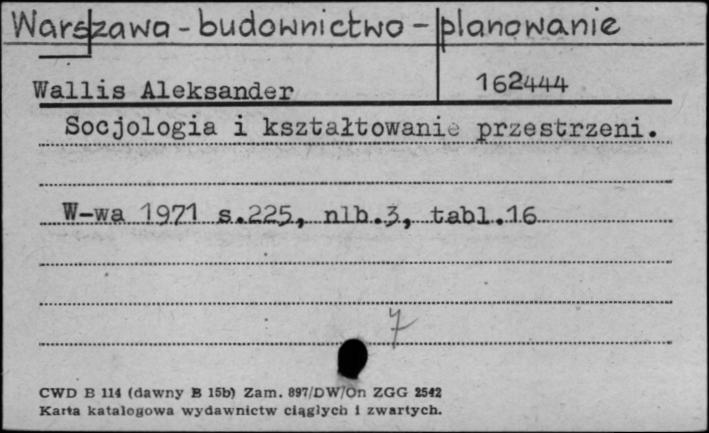 Warszawa - budownictwo - planowanie
Wallis Aleksander 162444
Socjologia i kształtowanie przestrzeni.
W-wa 1971 s.225, nlb.3, tabl.16
7
CWD B 114 (dawny B 15b) Zam. 897/DW/On ZGG 2542
Karta katalogowa wydawnictw ciągłych i zwartych.